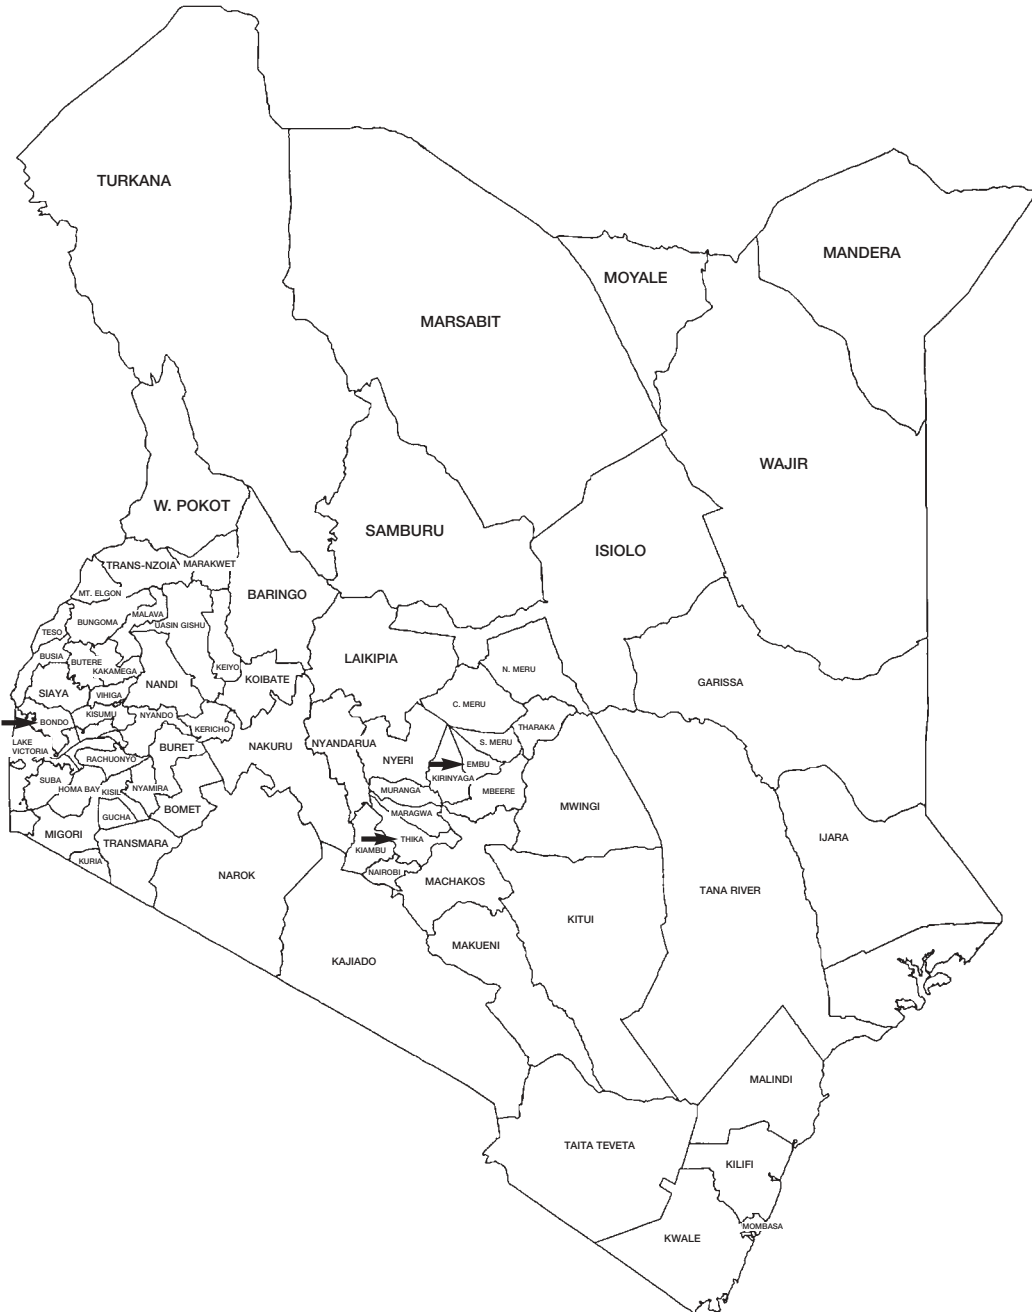 TURKANA
MANDERA
MOYALE
MARSABIT
WAJIR
W. POKOT
SAMBURU
ISIOLO
TRANS-NZOIA
MARAKWET
MT. ELGON
BARINGO
MALAVA
BUNGOMA
UASIN GISHU
TESO
BUSIA
BUTERE
LAIKIPIA
KEIYO
N. MERU
KAKAMEGA
KOIBATE
GARISSA
NANDI
SIAYA
VIHIGA
C. MERU
KISUMU
NYANDO
BONDO
THARAKA
KERICHO
LAKE
VICTORIA
NYANDARUA
S. MERU
BURET
NAKURU
RACHUONYO
NYERI
EMBU
KIRINYAGA
SUBA
HOMA BAY
KISIL
NYAMIRA
MURANGA
MBEERE
MWINGI
BOMET
MARAGWA
GUCHA
MIGORI
IJARA
THIKA
TRANSMARA
KIAMBU
KURIA
NAIROBI
NAROK
MACHAKOS
TANA RIVER
KITUI
MAKUENI
KAJIADO
MALINDI
TAITA TEVETA
KILIFI
MOMBASA
KWALE